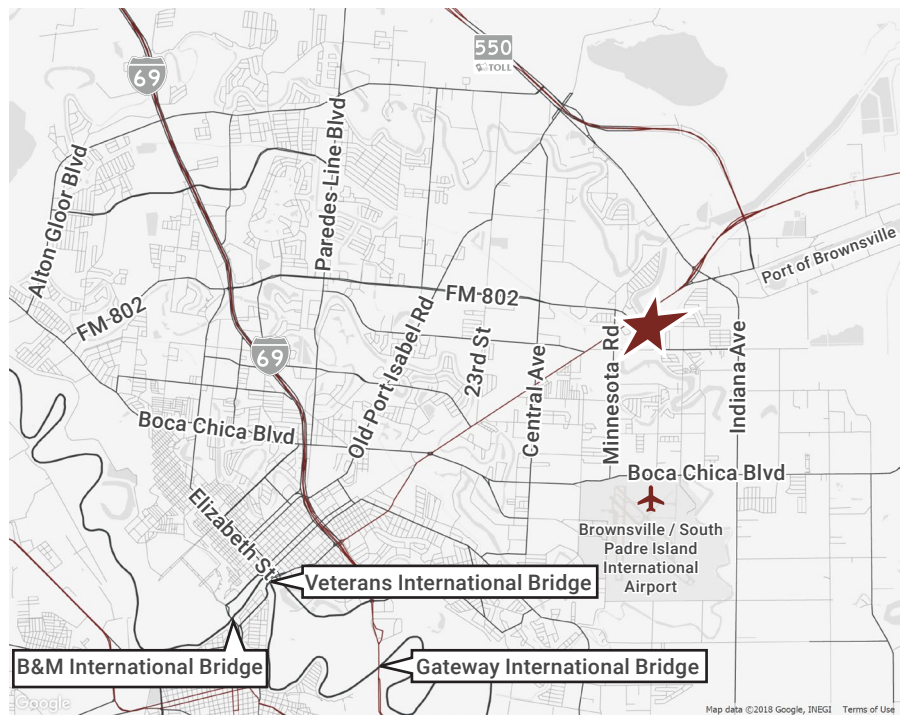 69
550
TOLL
Paredes Line Blvd
Alton Gloor Blvd
Port of Brownsville
FM 802
FM 802
69
Old Port Isabel Rd
23rd St
Central Ave
Minnesota Rd
Indiana Ave
Boca Chica Blvd
Boca Chica Blvd
Elizabeth St
Brownsville / South
Padre Island
International
Airport
Veterans International Bridge
B&M International Bridge
Gateway International Bridge
Google
Map data ©2018 Google, INEGI Terms of Use